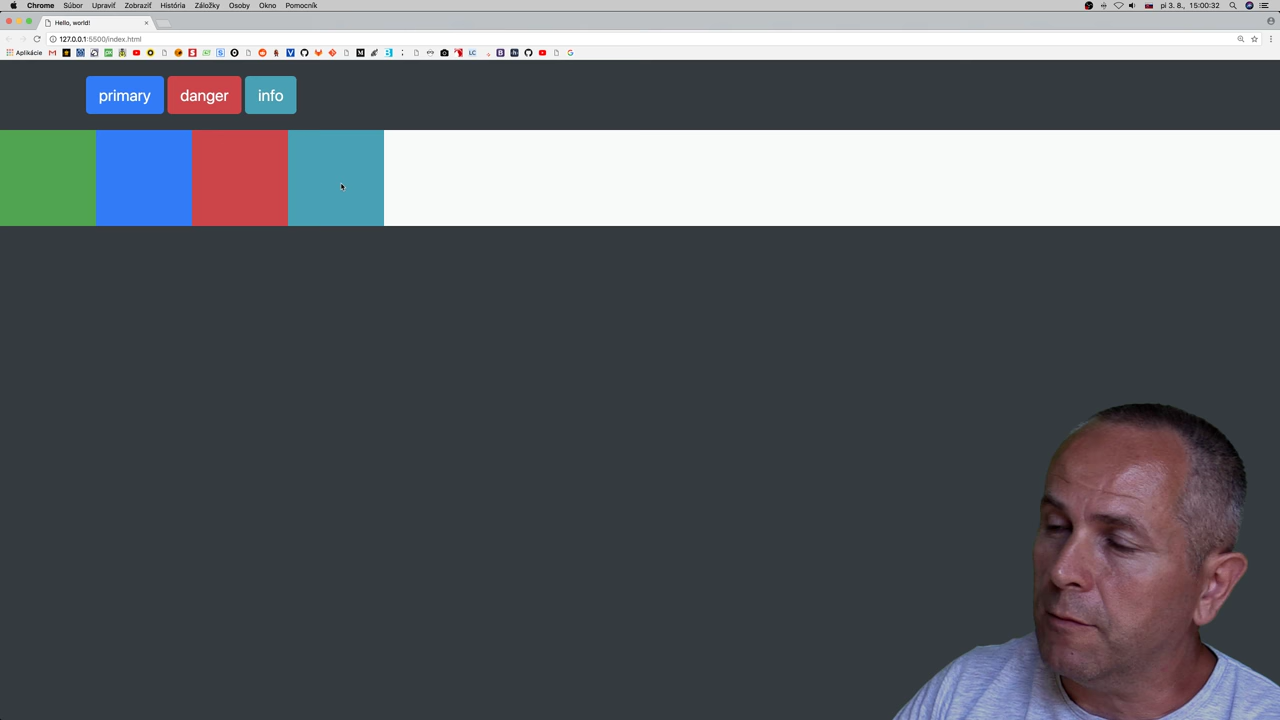 Chrome Súbor Upraviť Zobraziť História Záložky Osoby Okno Pomocník pi 3. 8., 15:00:32
Hello, world!
127.0.0.1:5500/index.html
Aplikácie
primary danger info